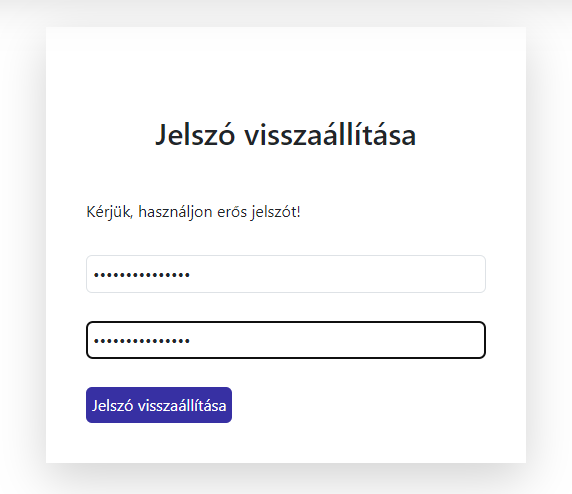 Jelszó visszaállítása
Kérjük, használjon erős jelszót!
•••••••••••••••
•••••••••••••••
Jelszó visszaállítása